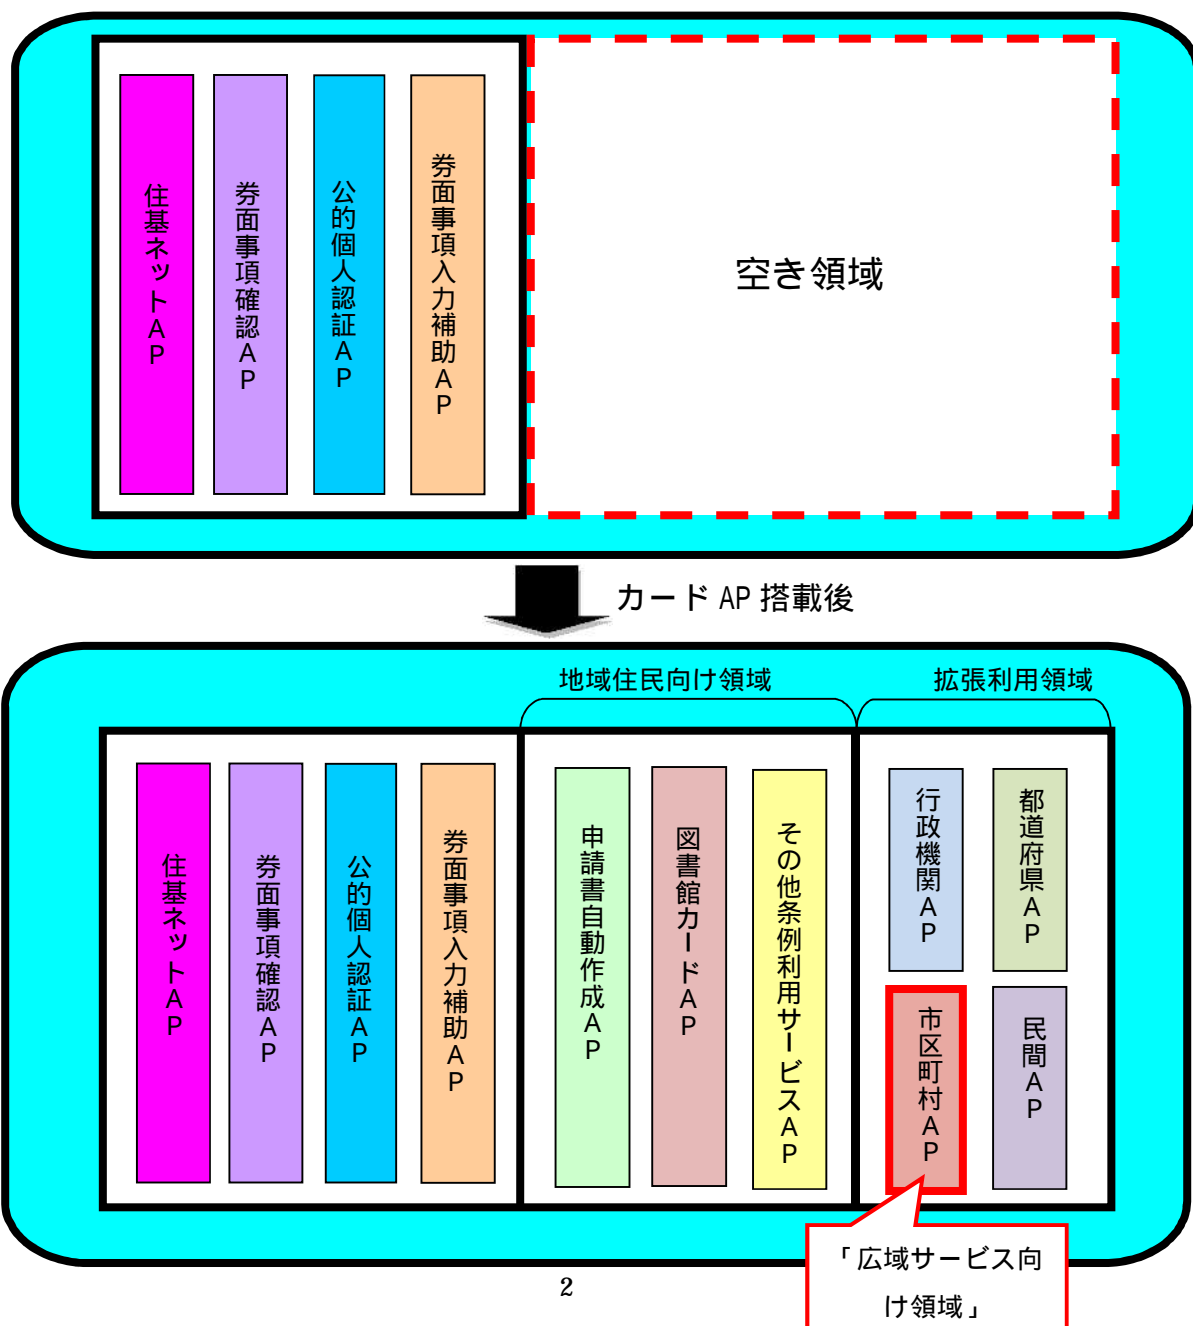 住基ネットAP
券面事項確認AP
公的個人認証AP
券面事項入力補助AP
空き領域
カード AP 搭載後
地域住民向け領域
拡張利用領域
住基ネットAP
券面事項確認AP
公的個人認証AP
券面事項入力補助AP
申請書自動作成AP
図書館カードAP
その他条例利用サービスAP
行政機関AP
都道府県AP
市区町村AP
民間AP
「広域サービス向
け領域」
2